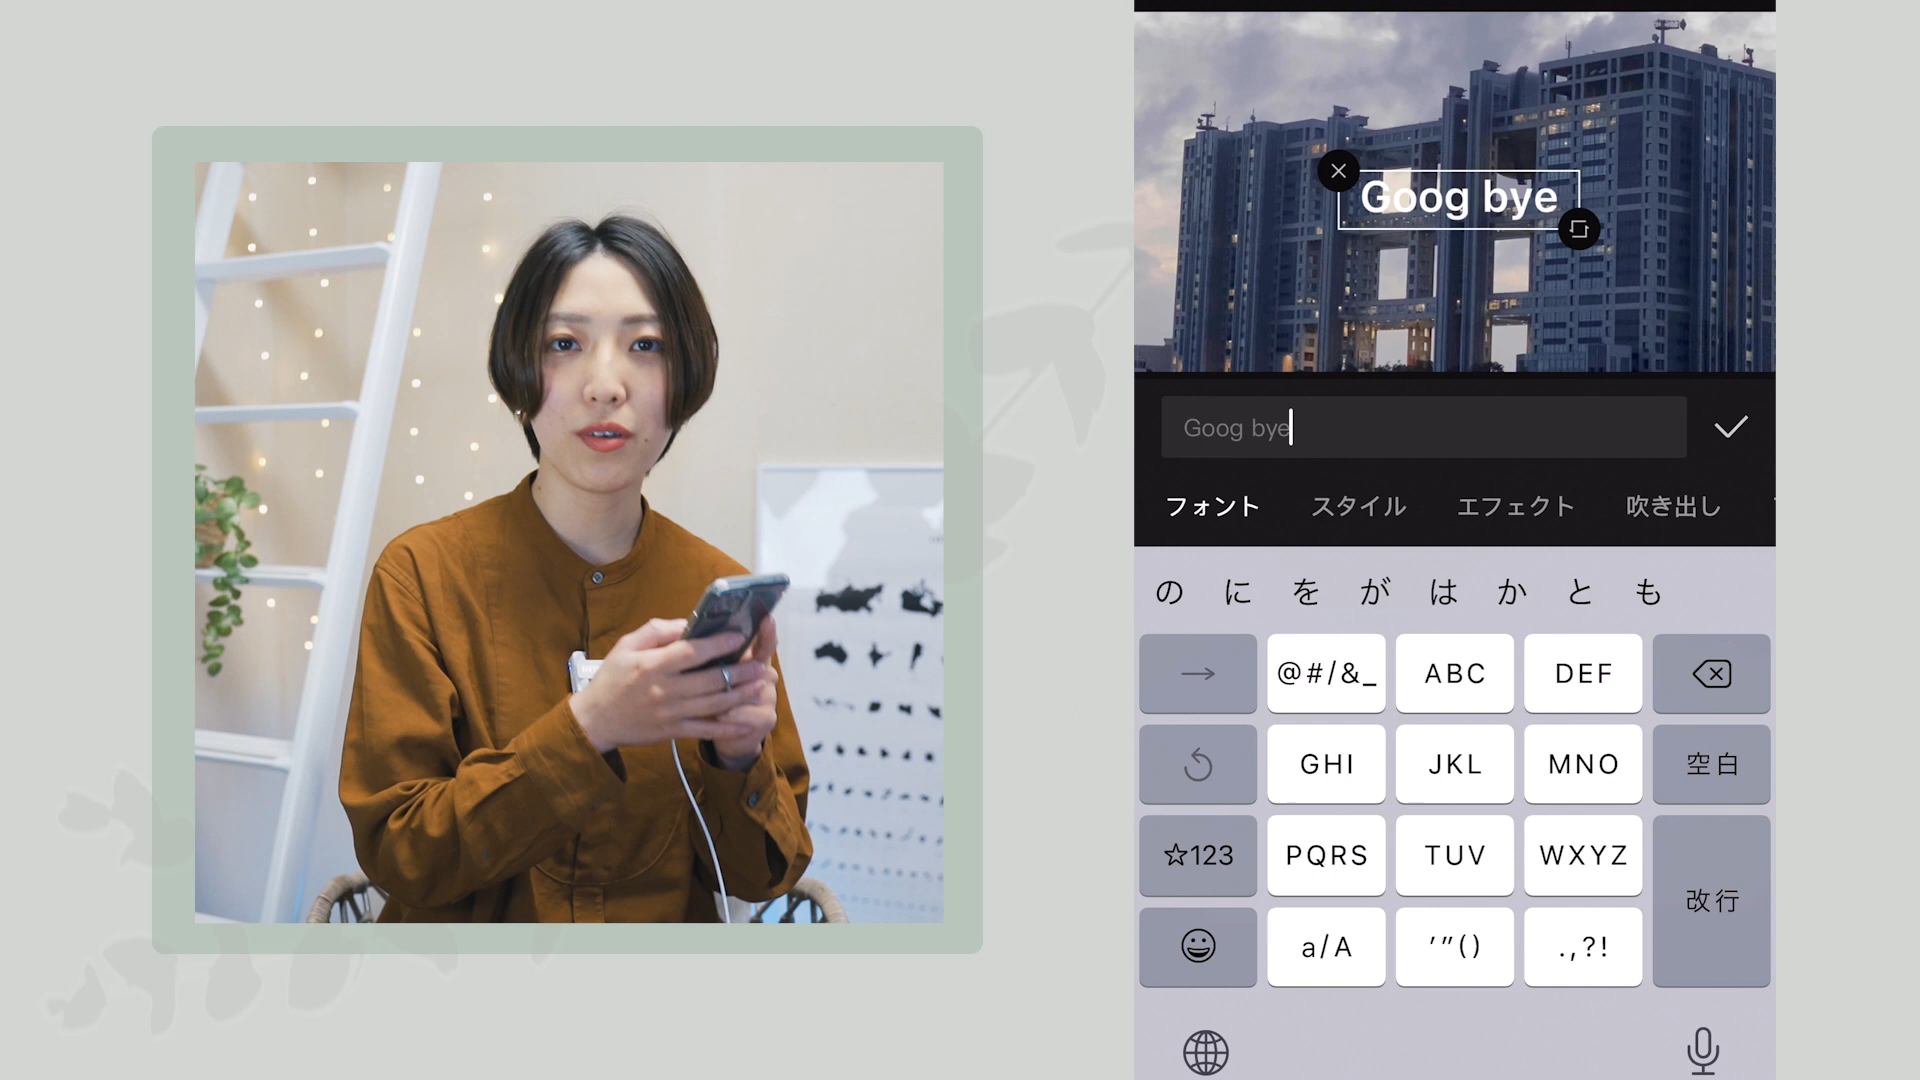 Goog bye
Goog bye
フォント スタイル エフェクト 吹き出し
の に を が は か と も
→ @#/&_ ABC DEF
GHI JKL MNO 空白
☆123 PQRS TUV WXYZ
改行
a/A ’”() .,?!